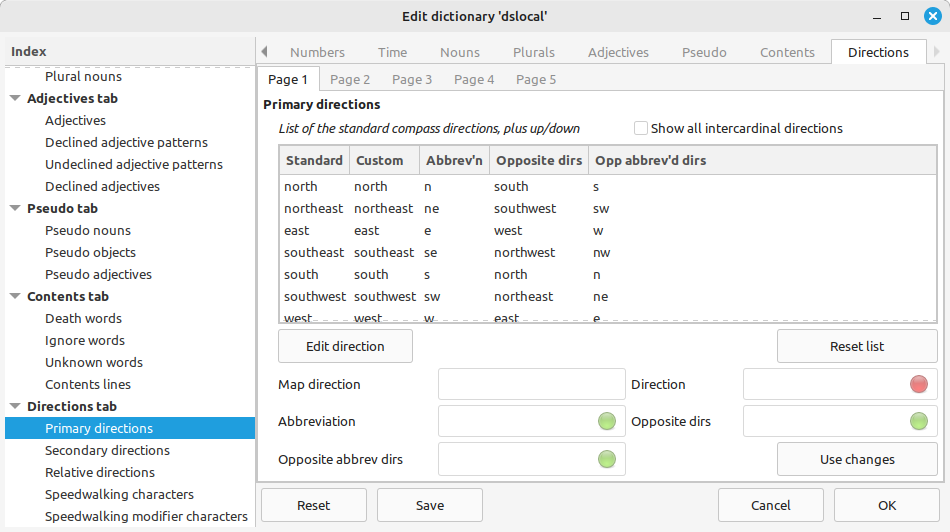 Edit dictionary 'dslocal'
Index
Plural nouns
Adjectives tab
Adjectives
Declined adjective patterns
Undeclined adjective patterns
Declined adjectives
Pseudo tab
Pseudo nouns
Pseudo objects
Pseudo adjectives
Contents tab
Death words
Ignore words
Unknown words
Contents lines
Directions tab
Primary directions
Secondary directions
Relative directions
Speedwalking characters
Speedwalking modifier characters
Numbers Time Nouns Plurals Adjectives Pseudo Contents Directions
Page 1 Page 2 Page 3 Page 4 Page 5
Primary directions
List of the standard compass directions, plus up/down Show all intercardinal directions
Standard Custom Abbrev'n Opposite dirs Opp abbrev'd dirs
north north n south s
northeast northeast ne southwest sw
east east e west w
southeast southeast se northwest nw
south south s north n
southwest southwest sw northeast ne
west west w east e
Edit direction Reset list
Map direction Direction
Abbreviation Opposite dirs
Opposite abbrev dirs Use changes
Reset Save Cancel OK